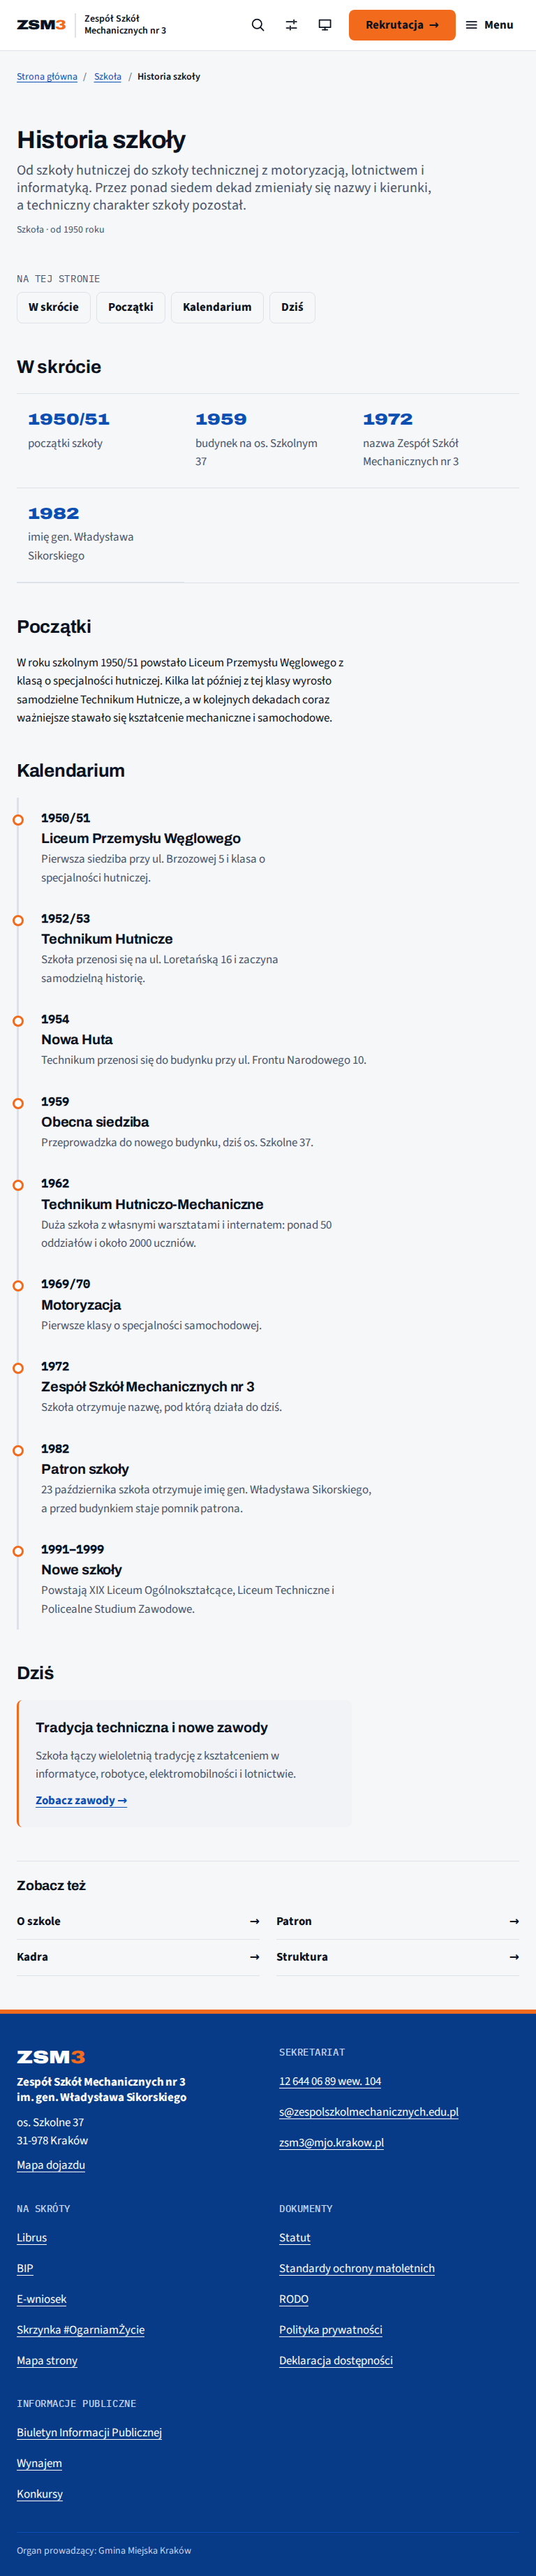 ZSM3
Zespół Szkół
Mechanicznych nr 3
Rekrutacja →
Menu
Strona główna / Szkoła / Historia szkoły
Historia szkoły
Od szkoły hutniczej do szkoły technicznej z motoryzacją, lotnictwem i
informatyką. Przez ponad siedem dekad zmieniały się nazwy i kierunki,
a techniczny charakter szkoły pozostał.
Szkoła · od 1950 roku
NA TEJ STRONIE
W skrócie
Początki
Kalendarium
Dziś
W skrócie
1950/51
początki szkoły
1959
budynek na os. Szkolnym
37
1972
nazwa Zespół Szkół
Mechanicznych nr 3
1982
imię gen. Władysława
Sikorskiego
Początki
W roku szkolnym 1950/51 powstało Liceum Przemysłu Węglowego z
klasą o specjalności hutniczej. Kilka lat później z tej klasy wyrosło
samodzielne Technikum Hutnicze, a w kolejnych dekadach coraz
ważniejsze stawało się kształcenie mechaniczne i samochodowe.
Kalendarium
1950/51
Liceum Przemysłu Węglowego
Pierwsza siedziba przy ul. Brzozowej 5 i klasa o
specjalności hutniczej.
1952/53
Technikum Hutnicze
Szkoła przenosi się na ul. Loretańską 16 i zaczyna
samodzielną historię.
1954
Nowa Huta
Technikum przenosi się do budynku przy ul. Frontu Narodowego 10.
1959
Obecna siedziba
Przeprowadzka do nowego budynku, dziś os. Szkolne 37.
1962
Technikum Hutniczo-Mechaniczne
Duża szkoła z własnymi warsztatami i internatem: ponad 50
oddziałów i około 2000 uczniów.
1969/70
Motoryzacja
Pierwsze klasy o specjalności samochodowej.
1972
Zespół Szkół Mechanicznych nr 3
Szkoła otrzymuje nazwę, pod którą działa do dziś.
1982
Patron szkoły
23 października szkoła otrzymuje imię gen. Władysława Sikorskiego,
a przed budynkiem staje pomnik patrona.
1991–1999
Nowe szkoły
Powstają XIX Liceum Ogólnokształcące, Liceum Techniczne i
Policealne Studium Zawodowe.
Dziś
Tradycja techniczna i nowe zawody
Szkoła łączy wieloletnią tradycję z kształceniem w
informatyce, robotyce, elektromobilności i lotnictwie.
Zobacz zawody →
Zobacz też
O szkole →
Patron →
Kadra →
Struktura →
ZSM3
Zespół Szkół Mechanicznych nr 3
im. gen. Władysława Sikorskiego
os. Szkolne 37
31-978 Kraków
Mapa dojazdu
SEKRETARIAT
12 644 06 89 wew. 104
s@zespolszkolmechanicznych.edu.pl
zsm3@mjo.krakow.pl
NA SKRÓTY
Librus
BIP
E-wniosek
Skrzynka #OgarniamŻycie
Mapa strony
DOKUMENTY
Statut
Standardy ochrony małoletnich
RODO
Polityka prywatności
Deklaracja dostępności
INFORMACJE PUBLICZNE
Biuletyn Informacji Publicznej
Wynajem
Konkursy
Organ prowadzący: Gmina Miejska Kraków